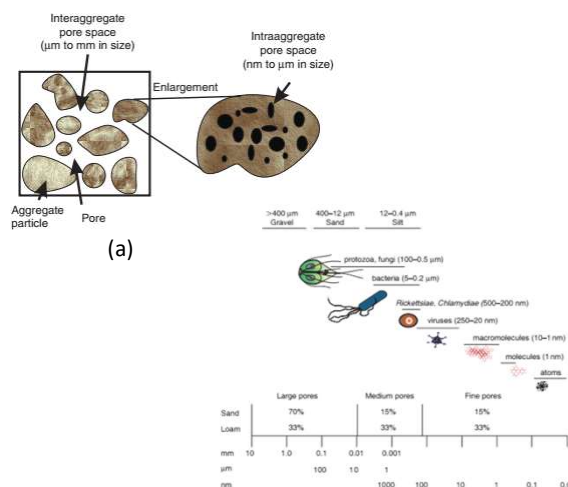 Interaggregate
pore space
(μm to mm in size)
Intraaggregate
pore space
(nm to μm in size)
Enlargement
Aggregate
particle
Pore
(a)
>400 μm 400–12 μm 12–0.4 μm
Gravel Sand Silt
protozoa, fungi (100–0.5 μm)
bacteria (5–0.2 μm)
Rickettsiae, Chlamydiae (500–200 nm)
viruses (250–20 nm)
macromolecules (10–1 nm)
molecules (1 nm)
atoms
Large pores Medium pores Fine pores
Sand 70% 15% 15%
Loam 33% 33% 33%
mm 10 1.0 0.1 0.01 0.001
μm 100 10 1
nm 1000 100 10 1 0.1